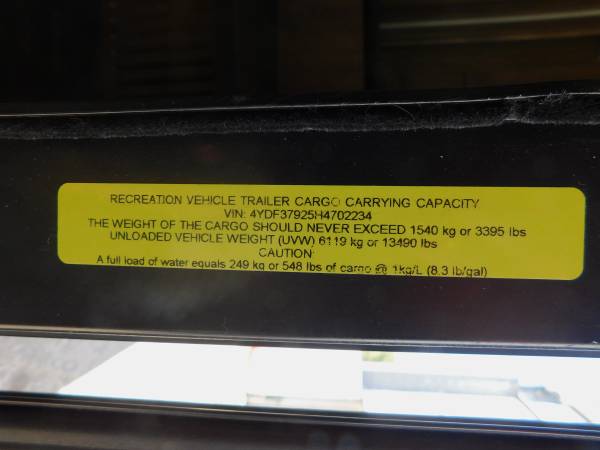 RECREATION VEHICLE TRAILER CARGO CARRYING CAPACITY
VIN: 4YDF37925H4702234
THE WEIGHT OF THE CARGO SHOULD NEVER EXCEED 1540 kg or 3395 lbs
UNLOADED VEHICLE WEIGHT (UVW) 6119 kg or 13490 lbs
CAUTION:
A full load of water equals 249 kg or 548 lbs of cargo @ 1kg/L (8.3 lb/gal)